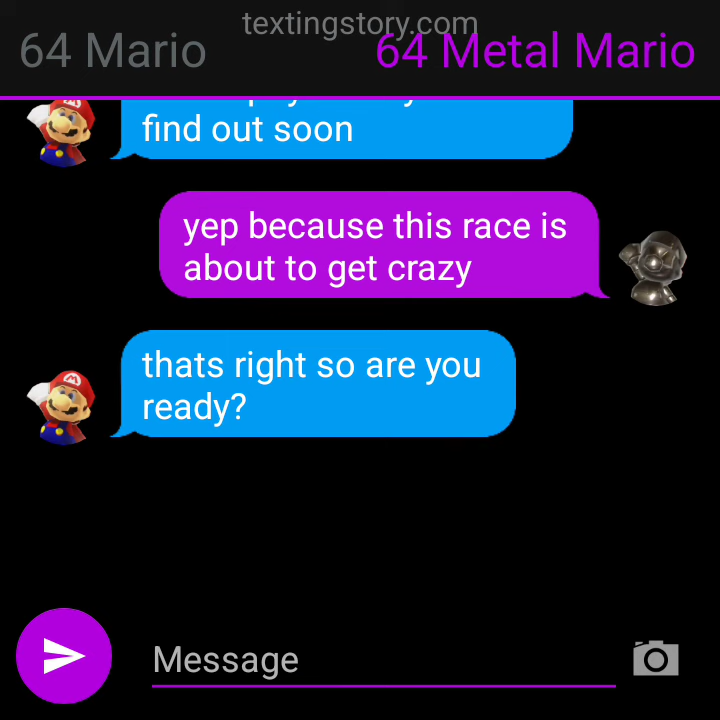 textingstory.com
64 Mario
64 Metal Mario
find out soon
yep because this race is
about to get crazy
thats right so are you
ready?
Message